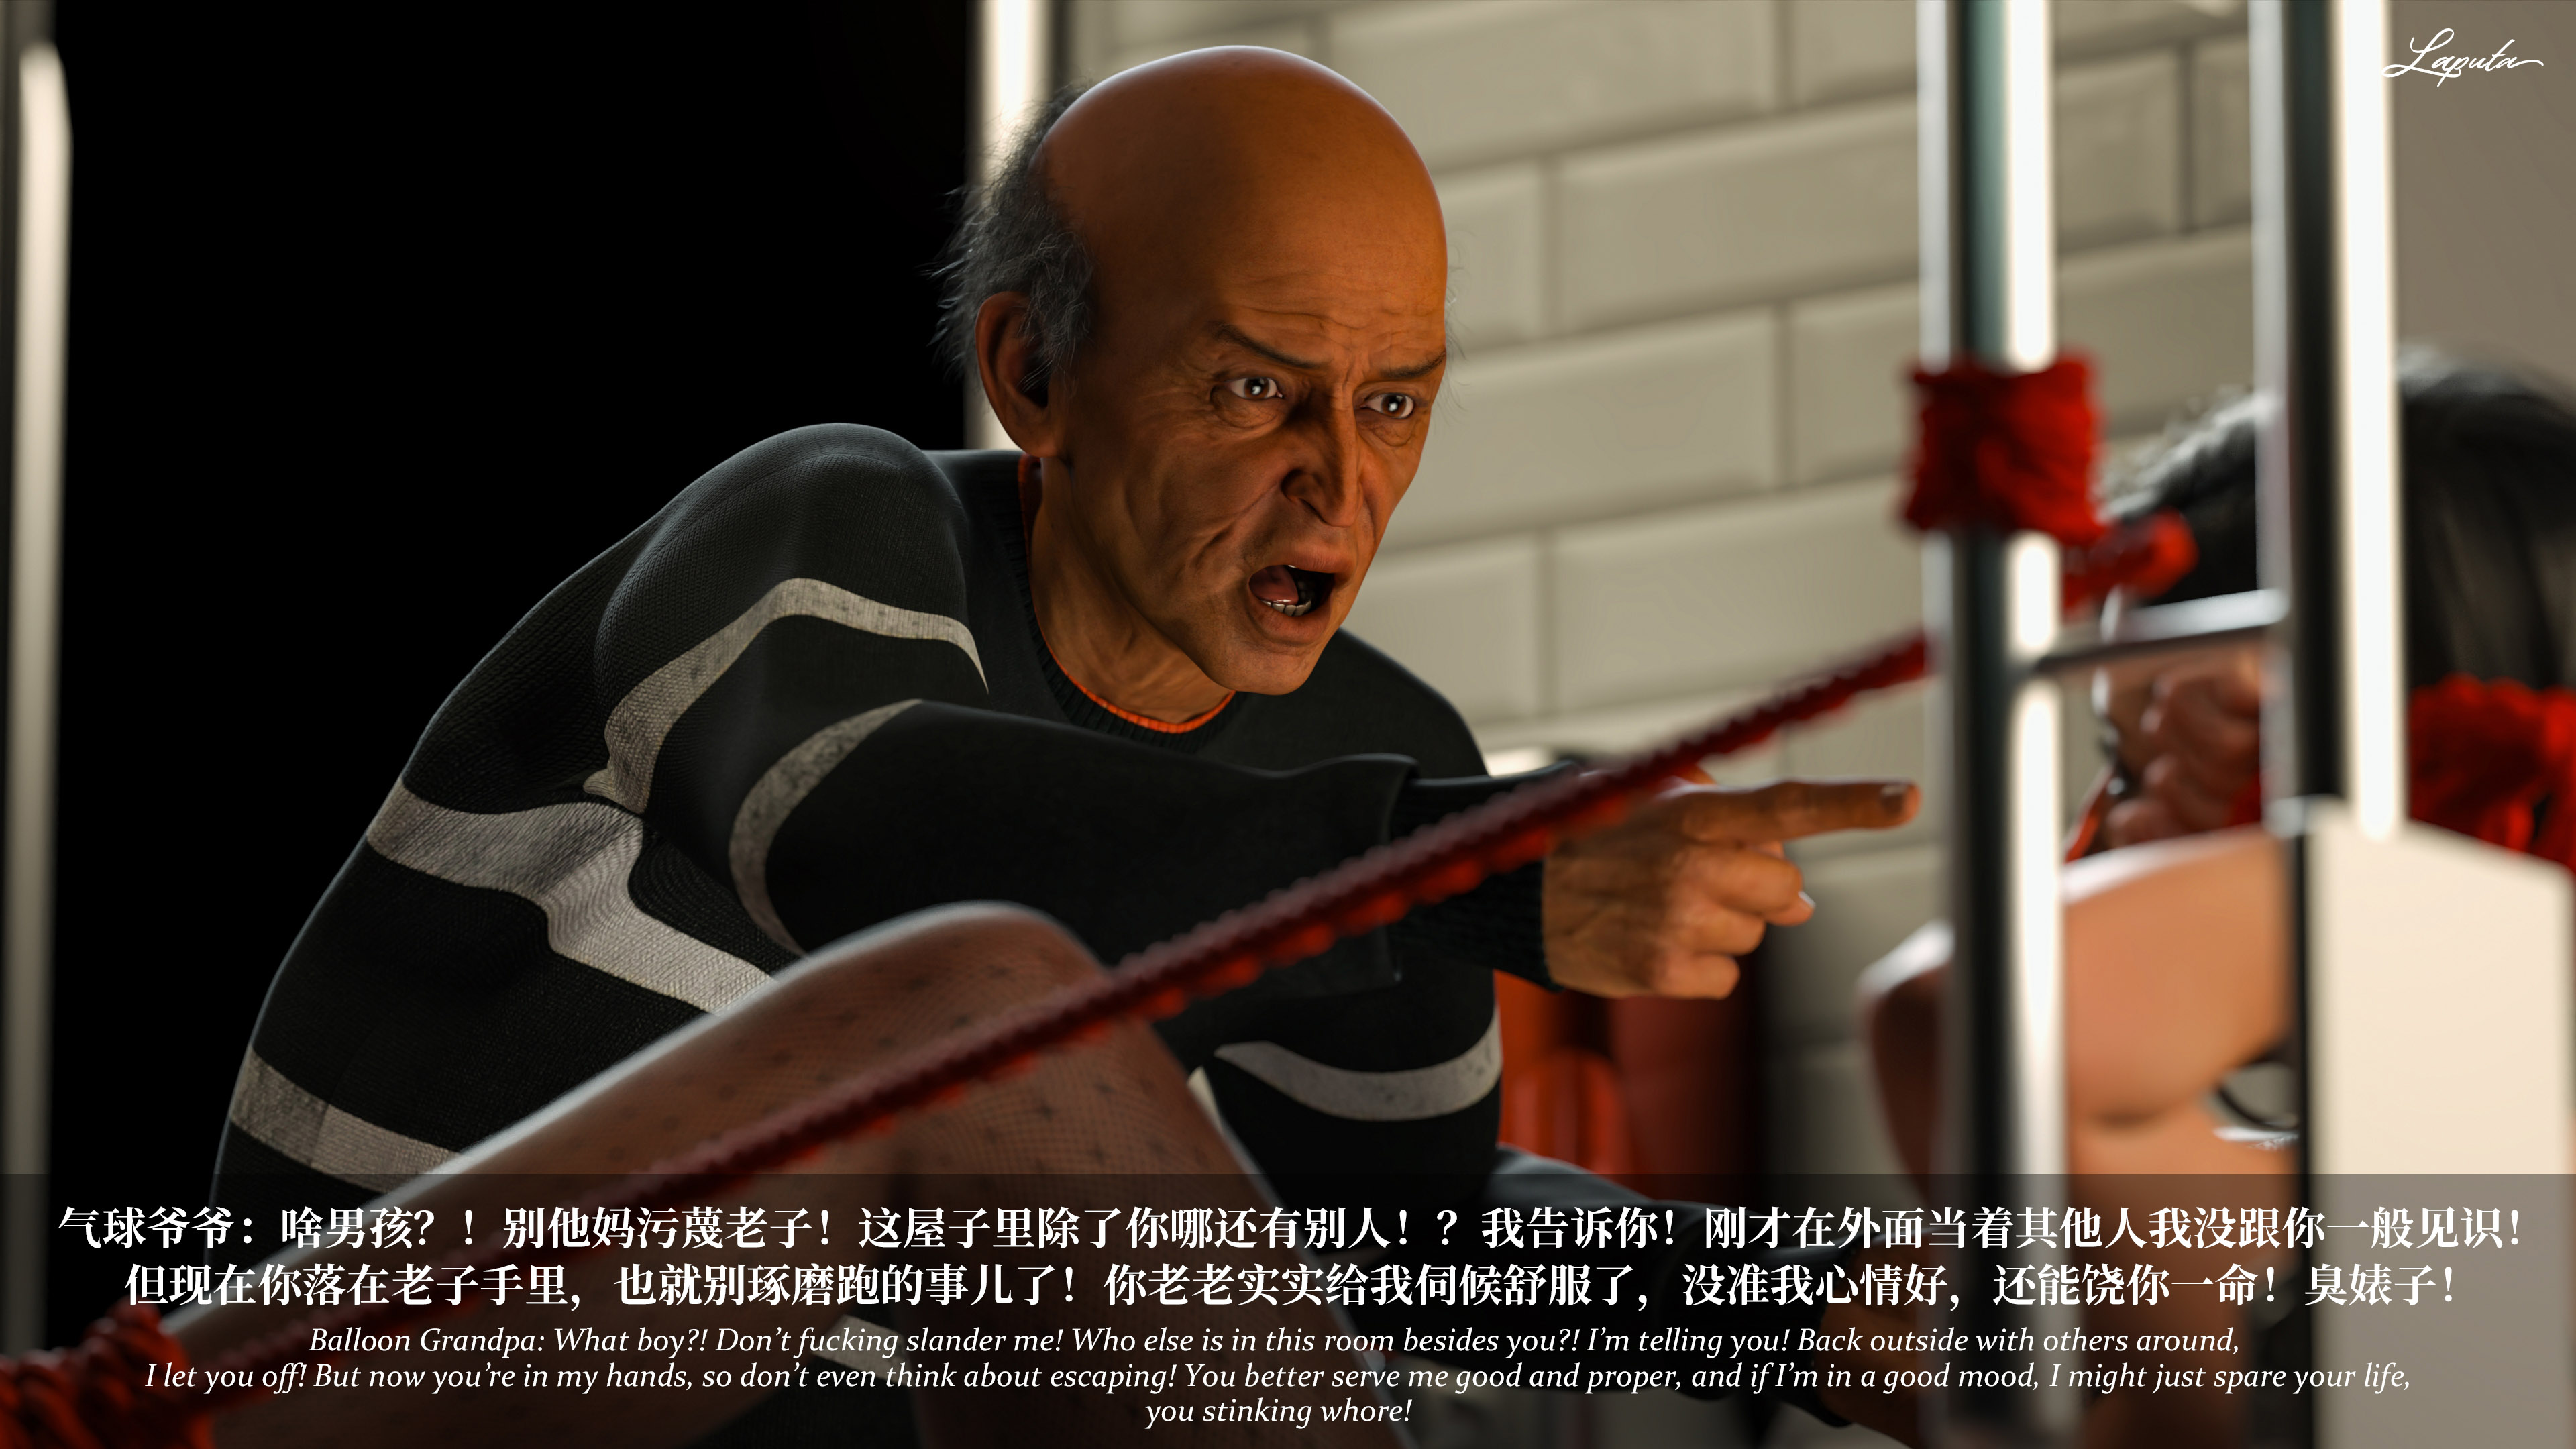 Laputa
气球爷爷：啥男孩？！别他妈污蔑老子！这屋子里除了你哪还有别人！？我告诉你！刚才在外面当着其他人我没跟你一般见识！
但现在你落在老子手里，也就别琢磨跑的事儿了！你老老实实给我伺候舒服了，没准我心情好，还能饶你一命！臭婊子！
Balloon Grandpa: What boy?! Don’t fucking slander me! Who else is in this room besides you?! I’m telling you! Back outside with others around,
I let you off! But now you’re in my hands, so don’t even think about escaping! You better serve me good and proper, and if I’m in a good mood, I might just spare your life,
you stinking whore!